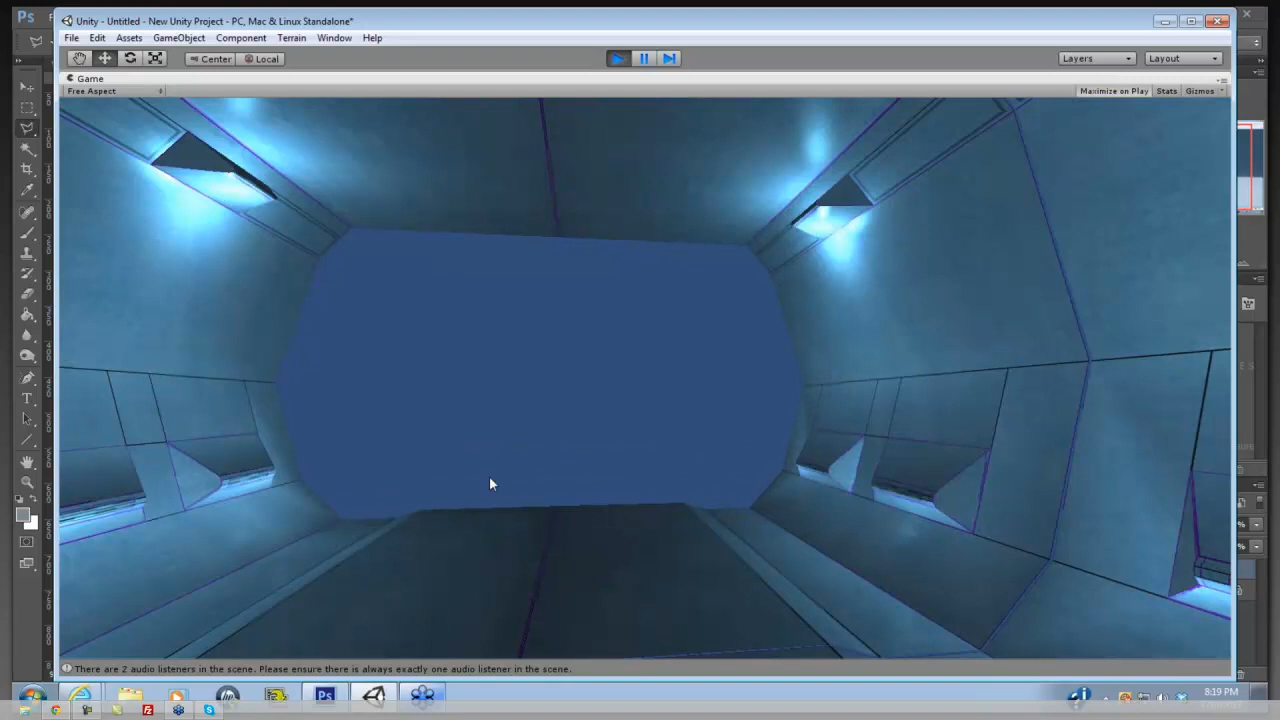 Ps
Unity - Untitled - New Unity Project - PC, Mac & Linux Standalone*
File Edit Assets GameObject Component Terrain Window Help
Center Local Layers Layout
Game
Free Aspect Maximize on Play Stats Gizmos
There are 2 audio listeners in the scene. Please ensure there is always exactly one audio listener in the scene.
Ps
8:19 PM